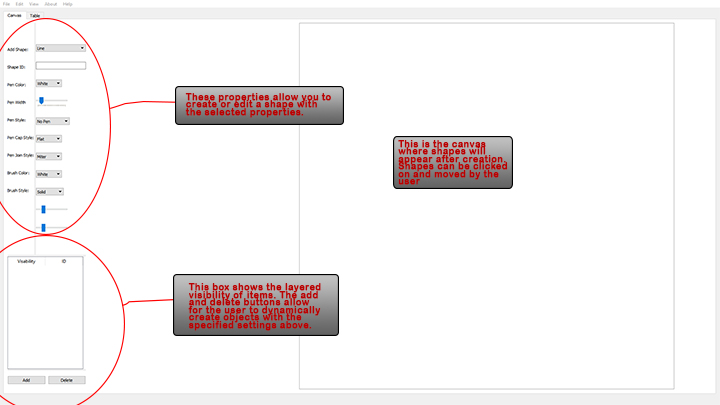 File Edit View About Help
Canvas Table
Add Shape: Line
Shape ID:
Pen Color: White
Pen Width
Pen Style: No Pen
Pen Cap Style: Flat
Pen Join Style: Miter
Brush Color: White
Brush Style: Solid
These properties allow you to
create or edit a shape with
the selected properties.
This is the canvas
where shapes will
appear after creation.
Shapes can be clicked
on and moved by the
user
Visability ID
This box shows the layered
visibility of items. The add
and delete buttons allow
for the user to dynamically
create objects with the
specified settings above.
Add Delete